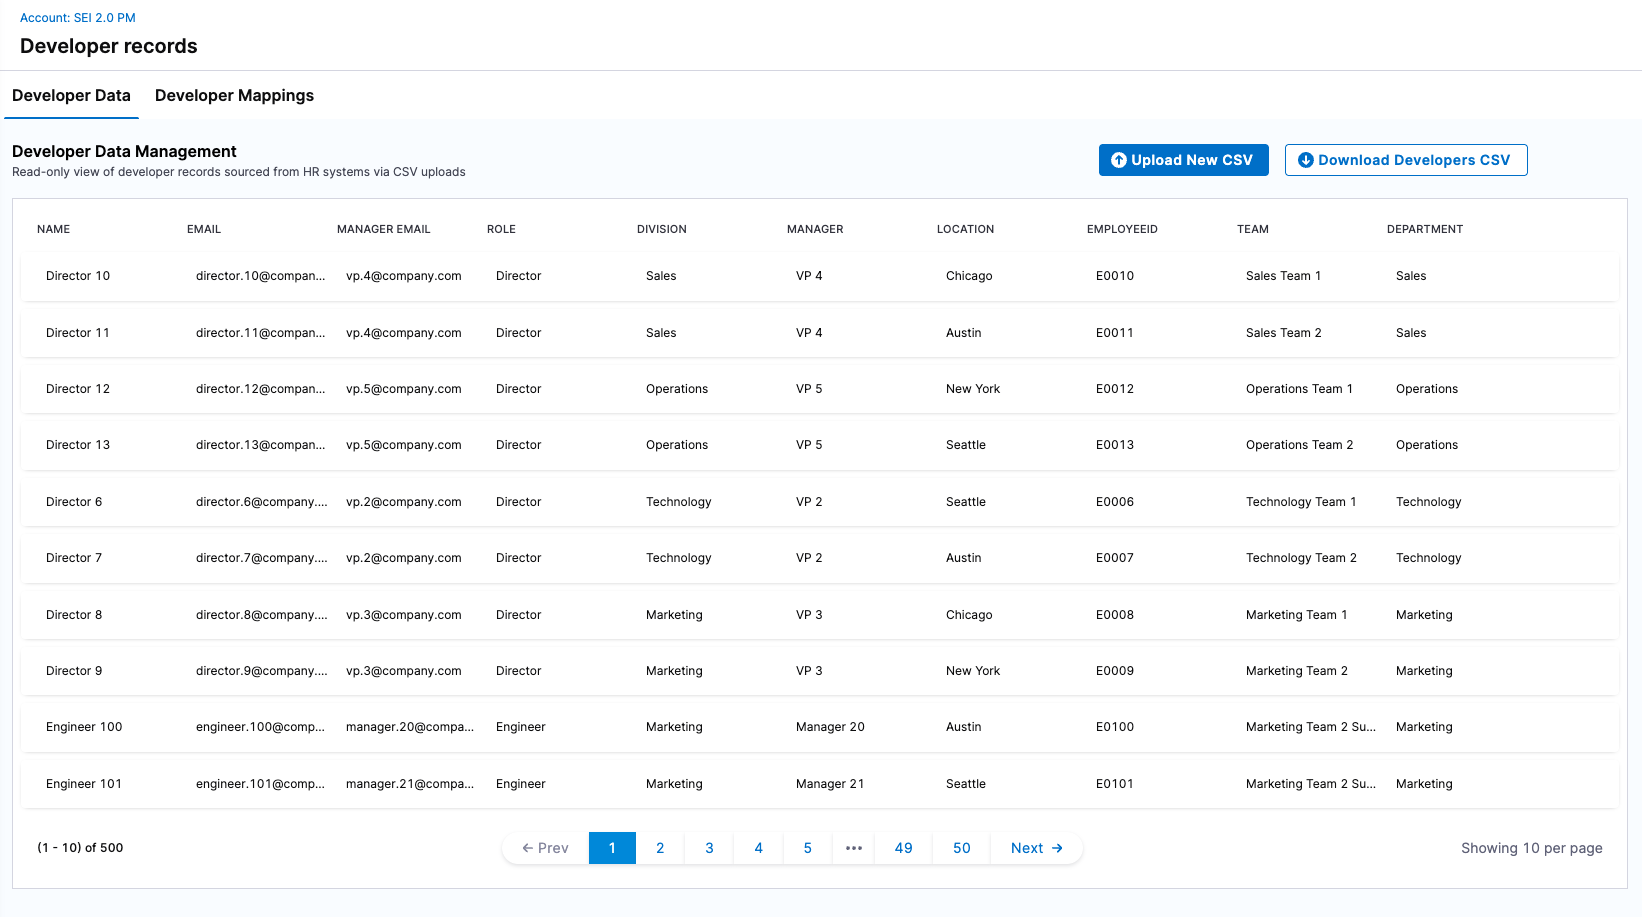 Account: SEI 2.0 PM
Developer records
Developer Data Developer Mappings
Developer Data Management
Read-only view of developer records sourced from HR systems via CSV uploads
Upload New CSV Download Developers CSV
NAME EMAIL MANAGER EMAIL ROLE DIVISION MANAGER LOCATION EMPLOYEEID TEAM DEPARTMENT
Director 10 director.10@compan... vp.4@company.com Director Sales VP 4 Chicago E0010 Sales Team 1 Sales
Director 11 director.11@compan... vp.4@company.com Director Sales VP 4 Austin E0011 Sales Team 2 Sales
Director 12 director.12@compan... vp.5@company.com Director Operations VP 5 New York E0012 Operations Team 1 Operations
Director 13 director.13@compan... vp.5@company.com Director Operations VP 5 Seattle E0013 Operations Team 2 Operations
Director 6 director.6@company.... vp.2@company.com Director Technology VP 2 Seattle E0006 Technology Team 1 Technology
Director 7 director.7@company.... vp.2@company.com Director Technology VP 2 Austin E0007 Technology Team 2 Technology
Director 8 director.8@company.... vp.3@company.com Director Marketing VP 3 Chicago E0008 Marketing Team 1 Marketing
Director 9 director.9@company.... vp.3@company.com Director Marketing VP 3 New York E0009 Marketing Team 2 Marketing
Engineer 100 engineer.100@comp... manager.20@compa... Engineer Marketing Manager 20 Austin E0100 Marketing Team 2 Su... Marketing
Engineer 101 engineer.101@comp... manager.21@compa... Engineer Marketing Manager 21 Seattle E0101 Marketing Team 2 Su... Marketing
(1 - 10) of 500 ← Prev 1 2 3 4 5 ••• 49 50 Next → Showing 10 per page